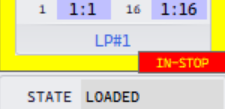 1 1:1 16 1:16
LP#1
IN-STOP
STATE LOADED